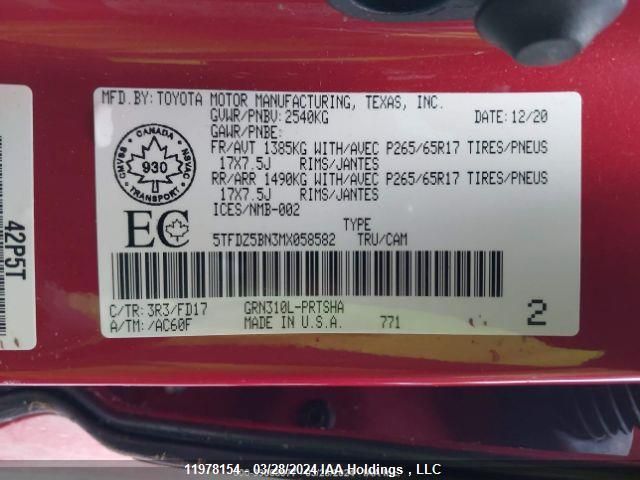 MFD.BY: TOYOTA MOTOR MANUFACTURING, TEXAS, INC.
GVWR/PNBV: 2540KG DATE: 12/20
GAWR/PNBE:
FR/AVT 1385KG WITH/AVEC P265/65R17 TIRES/PNEUS
17X7.5J RIMS/JANTES
RR/ARR 1490KG WITH/AVEC P265/65R17 TIRES/PNEUS
17X7.5J RIMS/JANTES
ICES/NMB-002
TYPE
5TFDZ5BN3MX058582 TRU/CAM
CANADA
CMVSS
NSVAC
930
EC
C/TR: 3R3/FD17 GRN310L-PRTSHA
A/TM: /AC60F MADE IN U.S.A. 771
2
42P5T
11978154 03/28/2024 IAA Holdings , LLC